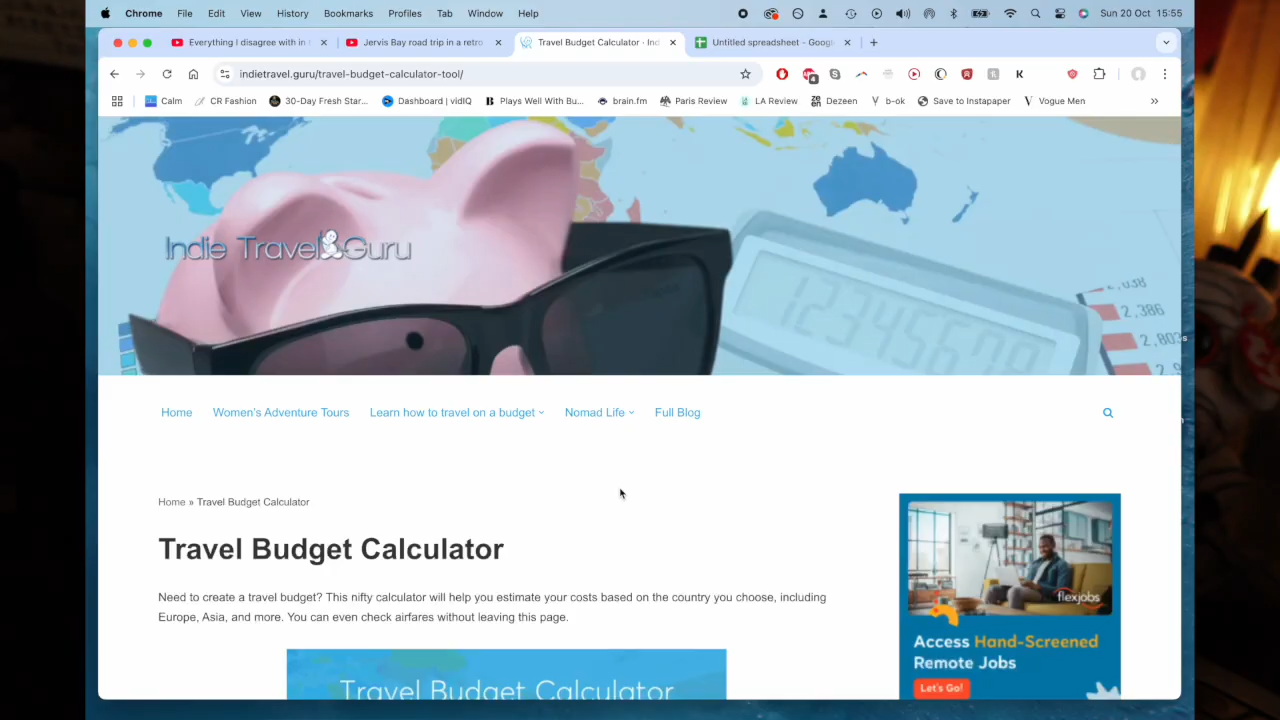 Chrome File Edit View History Bookmarks Profiles Tab Window Help Sun 20 Oct 15:55
Everything I disagree with in Jervis Bay road trip in a retro Travel Budget Calculator · Ind Untitled spreadsheet - Goog
indietravel.guru/travel-budget-calculator-tool/ 4 K
Calm CR Fashion 30-Day Fresh Star... Dashboard | vidIQ B Plays Well With Bu... brain.fm Paris Review LA Review Dezeen b-ok Save to Instapaper V Vogue Men
Indie Travel Guru
12345678
2,038
2,386
2,803
Home Women's Adventure Tours Learn how to travel on a budget Nomad Life Full Blog
Home » Travel Budget Calculator
Travel Budget Calculator
Need to create a travel budget? This nifty calculator will help you estimate your costs based on the country you choose, including
Europe, Asia, and more. You can even check airfares without leaving this page.
Travel Budget Calculator
flexjobs
Access Hand-Screened
Remote Jobs
Let's Go!